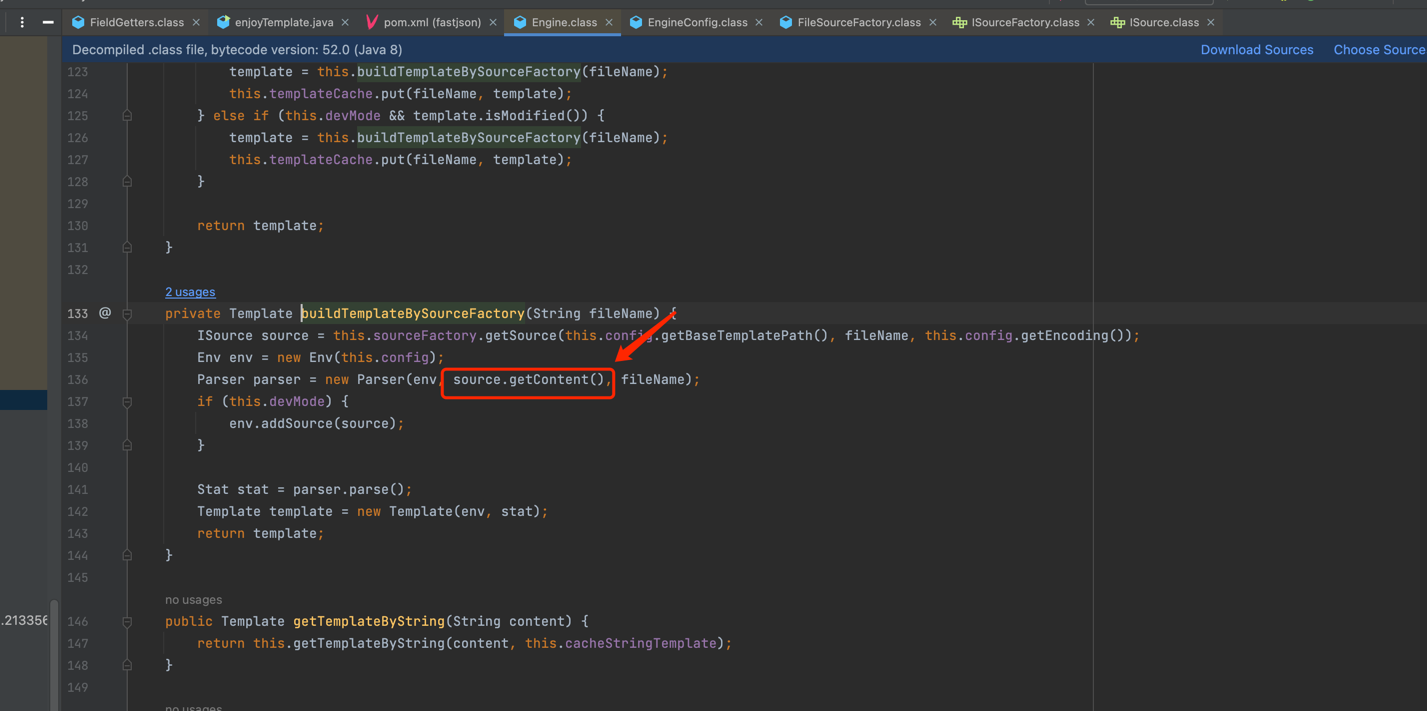 FieldGetters.class
enjoyTemplate.java
pom.xml (fastjson)
Engine.class
EngineConfig.class
FileSourceFactory.class
ISourceFactory.class
ISource.class
Decompiled .class file, bytecode version: 52.0 (Java 8)
Download Sources
Choose Source
123 template = this.buildTemplateBySourceFactory(fileName);
124 this.templateCache.put(fileName, template);
125 } else if (this.devMode && template.isModified()) {
126 template = this.buildTemplateBySourceFactory(fileName);
127 this.templateCache.put(fileName, template);
128 }
129
130 return template;
131 }
132
2 usages
133 @ private Template buildTemplateBySourceFactory(String fileName) {
134 ISource source = this.sourceFactory.getSource(this.config.getBaseTemplatePath(), fileName, this.config.getEncoding());
135 Env env = new Env(this.config);
136 Parser parser = new Parser(env, source.getContent(), fileName);
137 if (this.devMode) {
138 env.addSource(source);
139 }
140
141 Stat stat = parser.parse();
142 Template template = new Template(env, stat);
143 return template;
144 }
145
no usages
.213356
146 public Template getTemplateByString(String content) {
147 return this.getTemplateByString(content, this.cacheStringTemplate);
148 }
149
no usages